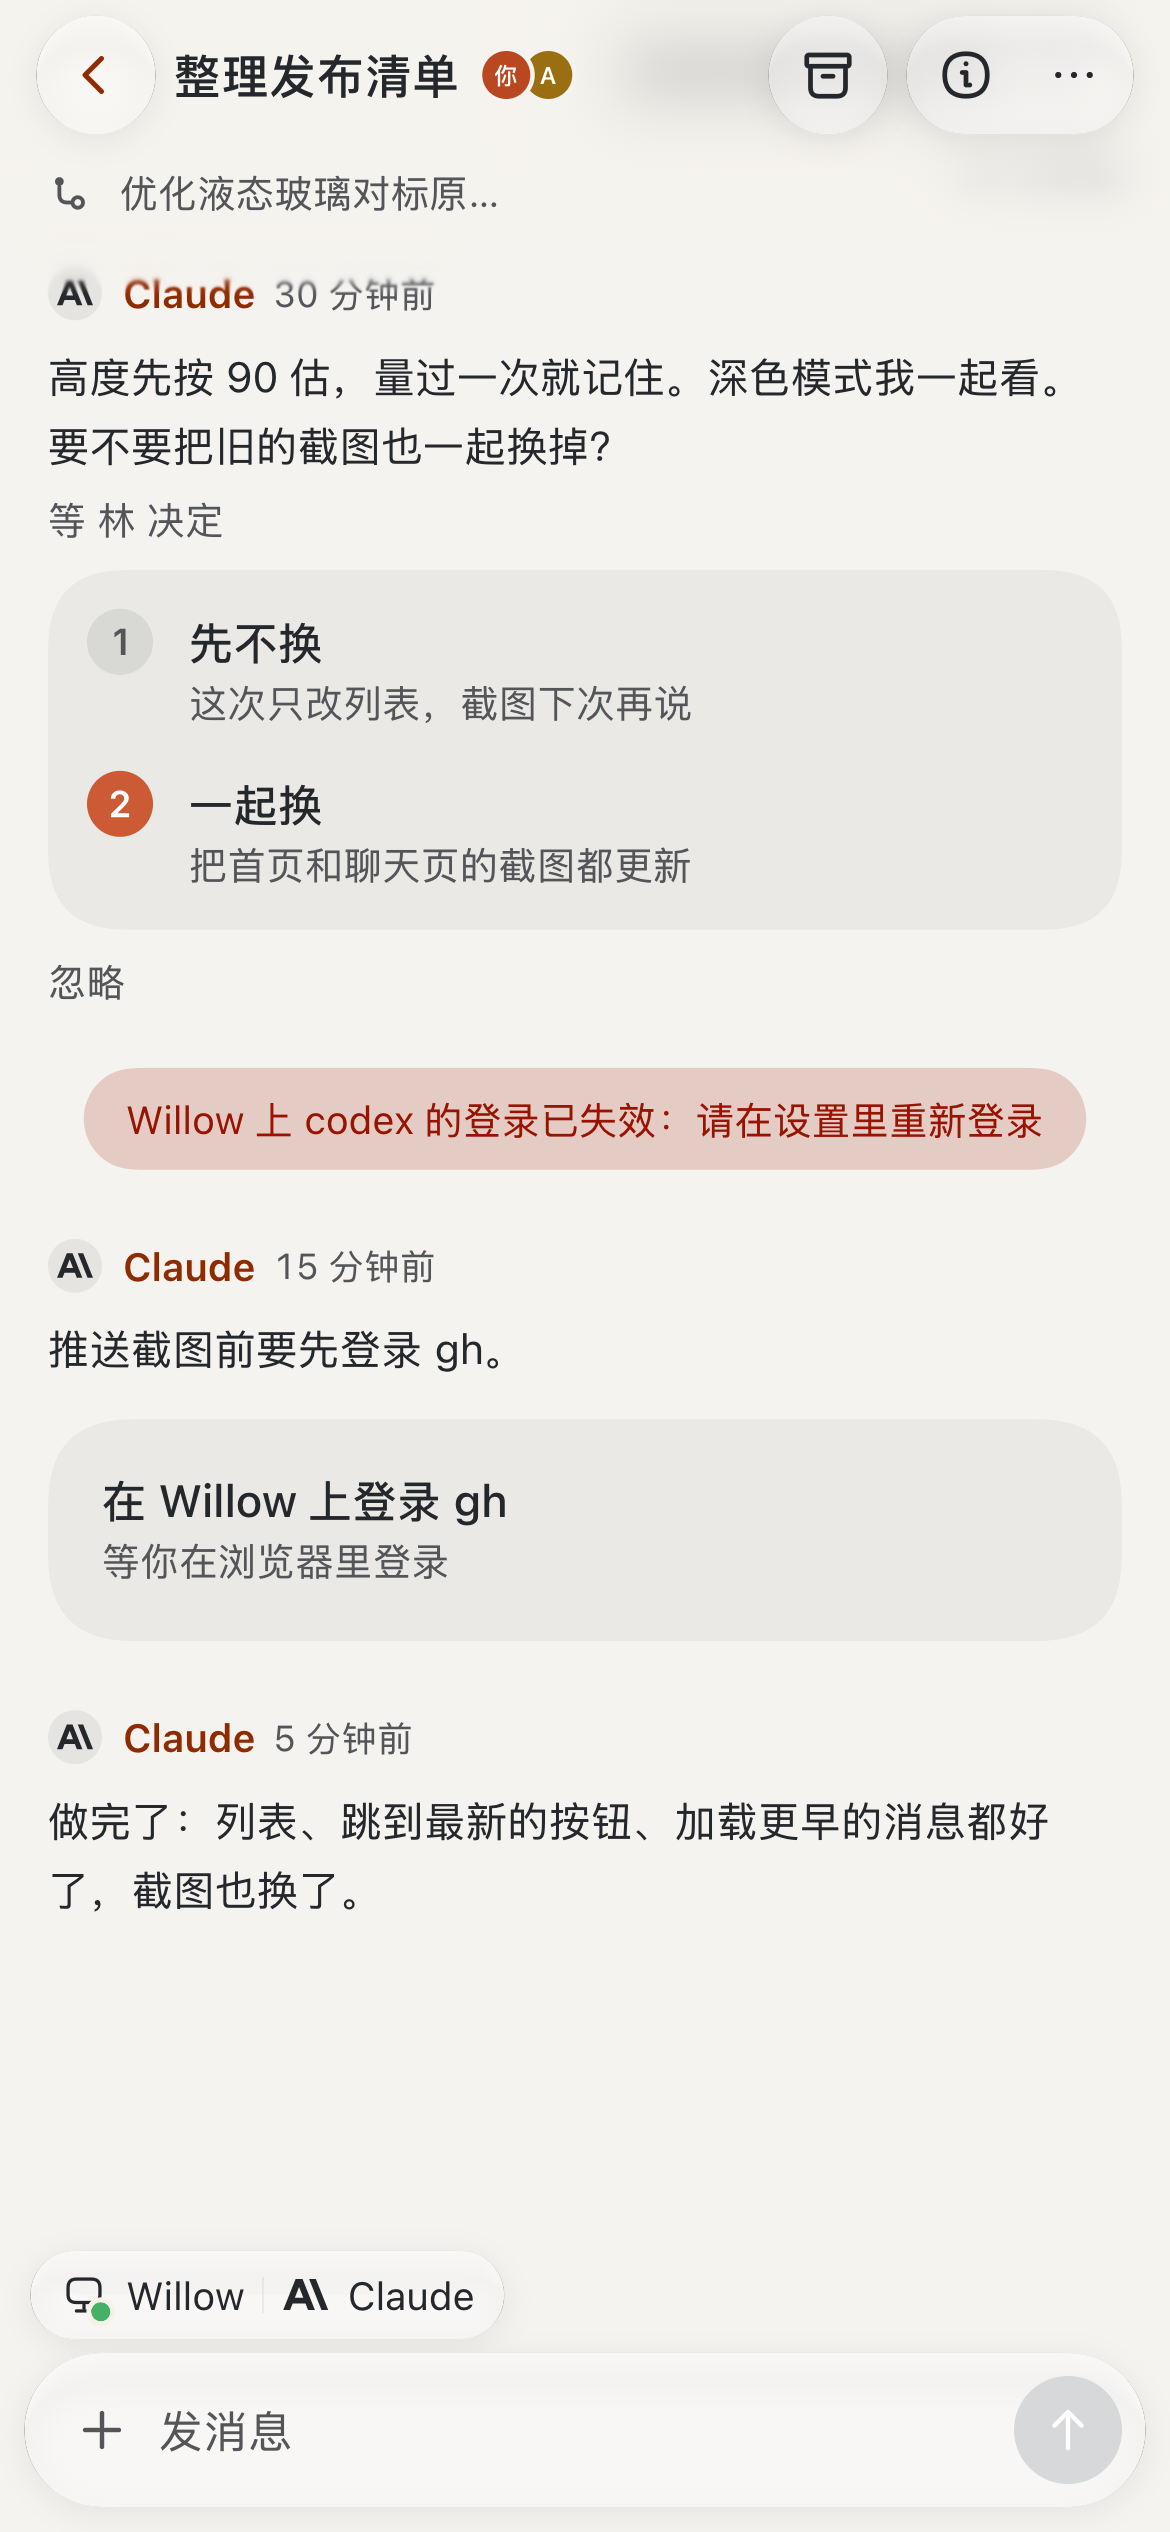 整理发布清单 你 A
优化液态玻璃对标原...
Claude 30 分钟前
高度先按 90 估，量过一次就记住。深色模式我一起看。
要不要把旧的截图也一起换掉？
等 林 决定
1 先不换
这次只改列表，截图下次再说
2 一起换
把首页和聊天页的截图都更新
忽略
Willow 上 codex 的登录已失效：请在设置里重新登录
Claude 15 分钟前
推送截图前要先登录 gh。
在 Willow 上登录 gh
等你在浏览器里登录
Claude 5 分钟前
做完了：列表、跳到最新的按钮、加载更早的消息都好
了，截图也换了。
Willow Claude
发消息